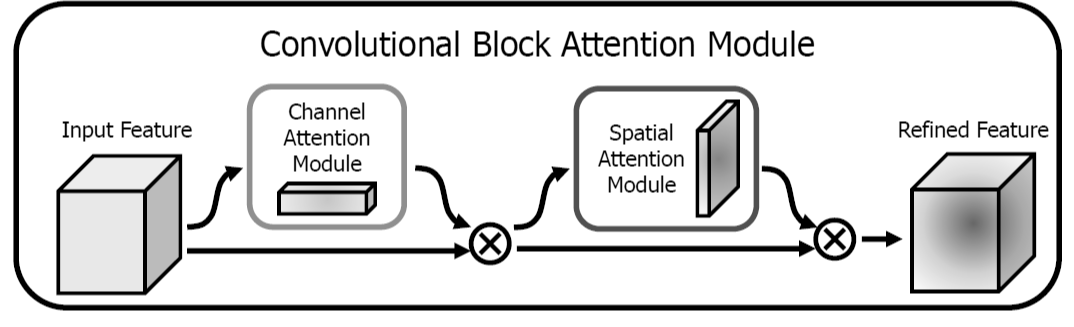 Convolutional Block Attention Module
Input Feature
Channel
Attention
Module
Spatial
Attention
Module
Refined Feature